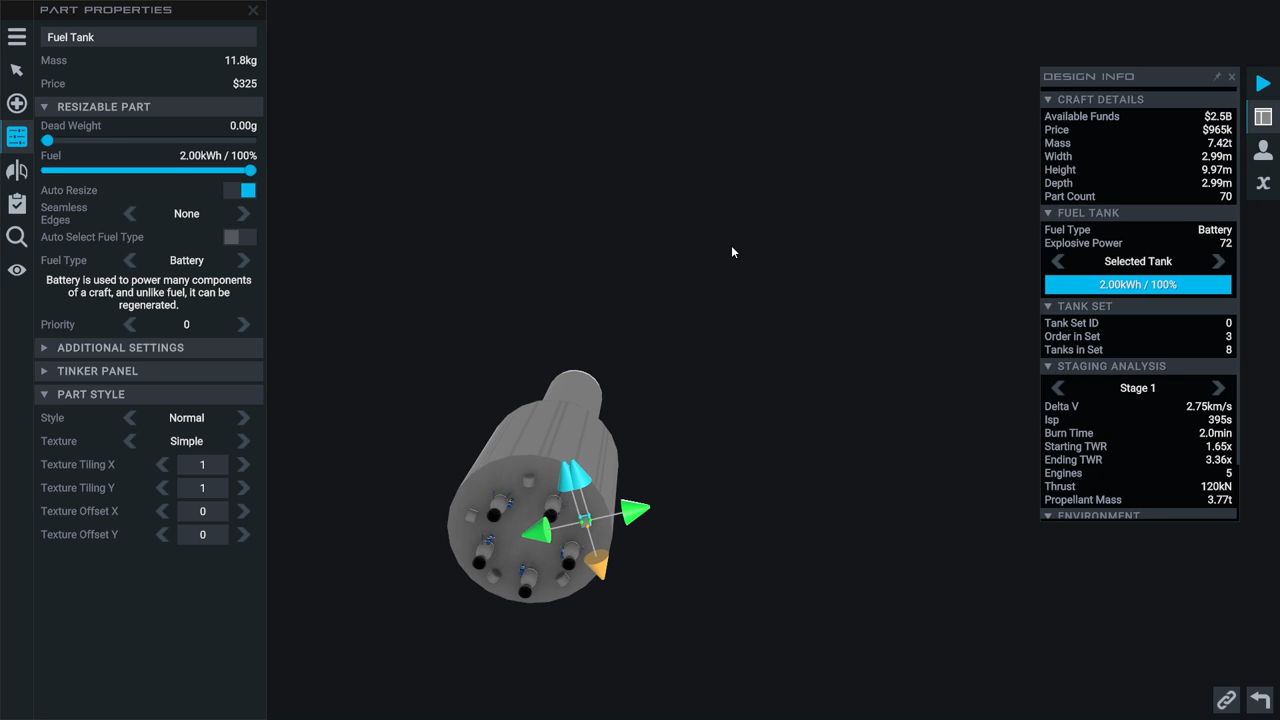 PART PROPERTIES
Fuel Tank
Mass 11.8kg
Price $325
RESIZABLE PART
Dead Weight 0.00g
Fuel 2.00kWh / 100%
Auto Resize
Seamless
Edges
None
Auto Select Fuel Type
Fuel Type Battery
Battery is used to power many components
of a craft, and unlike fuel, it can be
regenerated.
Priority 0
ADDITIONAL SETTINGS
TINKER PANEL
PART STYLE
Style Normal
Texture Simple
Texture Tiling X 1
Texture Tiling Y 1
Texture Offset X 0
Texture Offset Y 0
DESIGN INFO
CRAFT DETAILS
Available Funds $2.5B
Price $965k
Mass 7.42t
Width 2.99m
Height 9.97m
Depth 2.99m
Part Count 70
FUEL TANK
Fuel Type Battery
Explosive Power 72
Selected Tank
2.00kWh / 100%
TANK SET
Tank Set ID 0
Order in Set 3
Tanks in Set 8
STAGING ANALYSIS
Stage 1
Delta V 2.75km/s
Isp 395s
Burn Time 2.0min
Starting TWR 1.65x
Ending TWR 3.36x
Engines 5
Thrust 120kN
Propellant Mass 3.77t
ENVIRONMENT